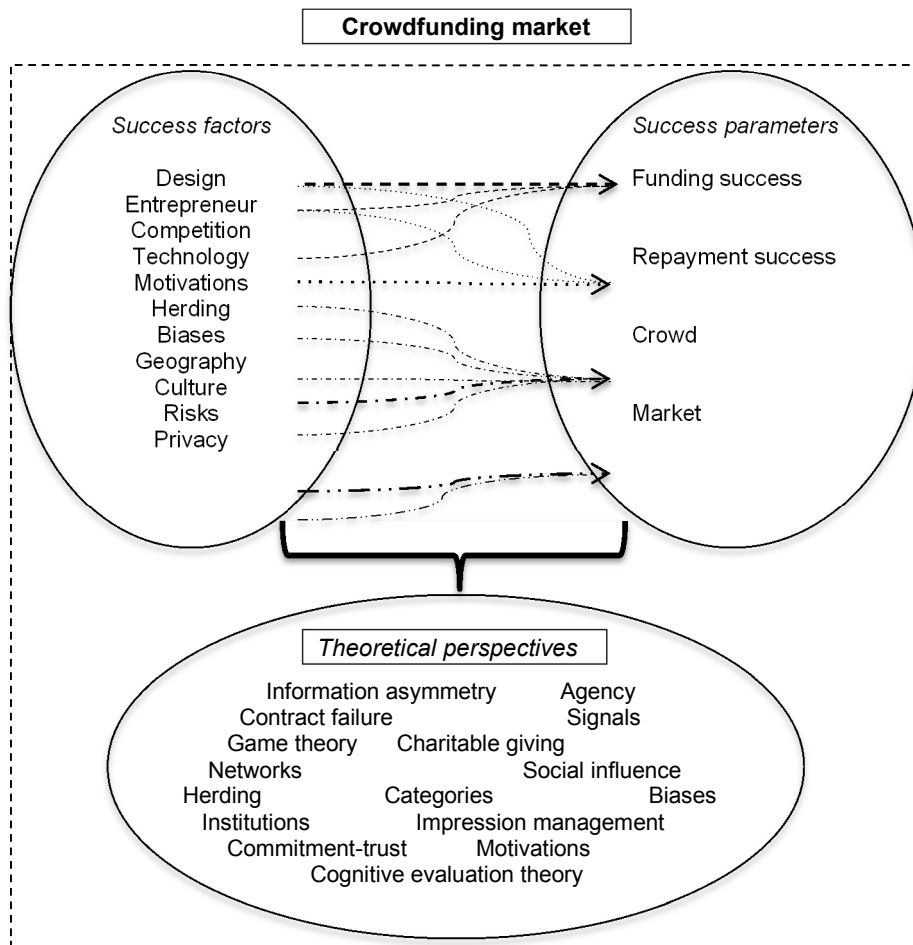 Crowdfunding market
Success factors
Design
Entrepreneur
Competition
Technology
Motivations
Herding
Biases
Geography
Culture
Risks
Privacy
Success parameters
Funding success
Repayment success
Crowd
Market
Theoretical perspectives
Information asymmetry Agency
Contract failure Signals
Game theory Charitable giving
Networks Social influence
Herding Categories Biases
Institutions Impression management
Commitment-trust Motivations
Cognitive evaluation theory